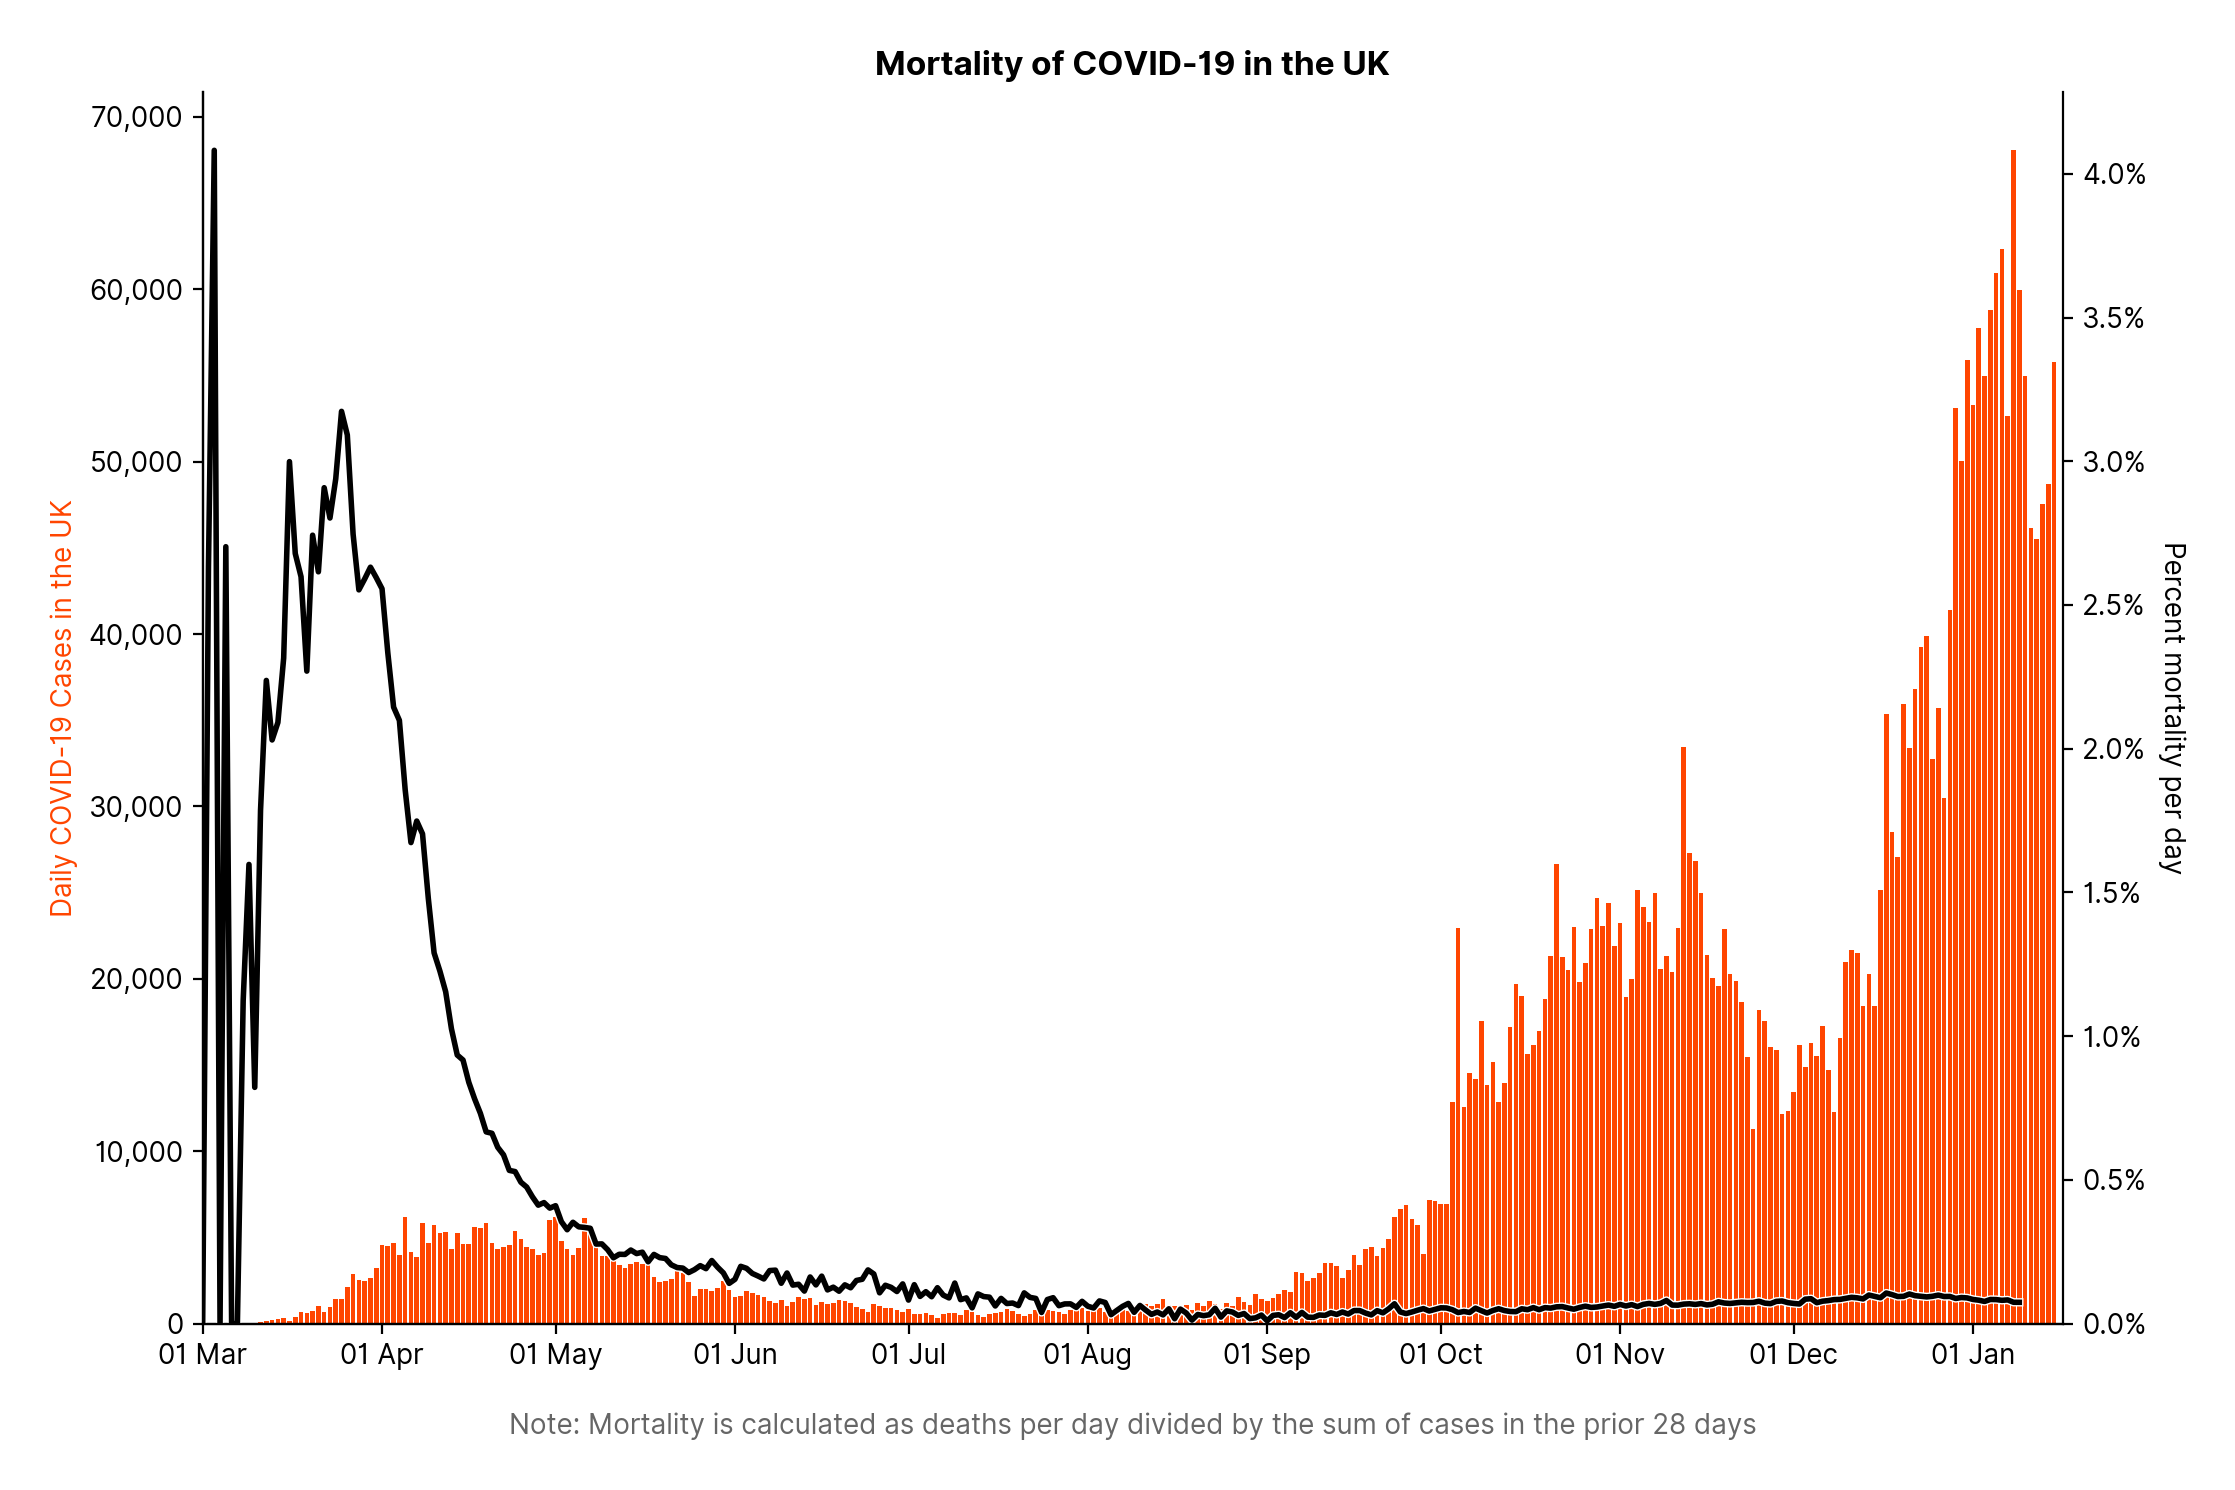 Mortality of COVID-19 in the UK
Daily COVID-19 Cases in the UK
70,000
60,000
50,000
40,000
30,000
20,000
10,000
0
4.0%
3.5%
3.0%
2.5%
2.0%
1.5%
1.0%
0.5%
0.0%
Percent mortality per day
01 Mar
01 Apr
01 May
01 Jun
01 Jul
01 Aug
01 Sep
01 Oct
01 Nov
01 Dec
01 Jan
Note: Mortality is calculated as deaths per day divided by the sum of cases in the prior 28 days